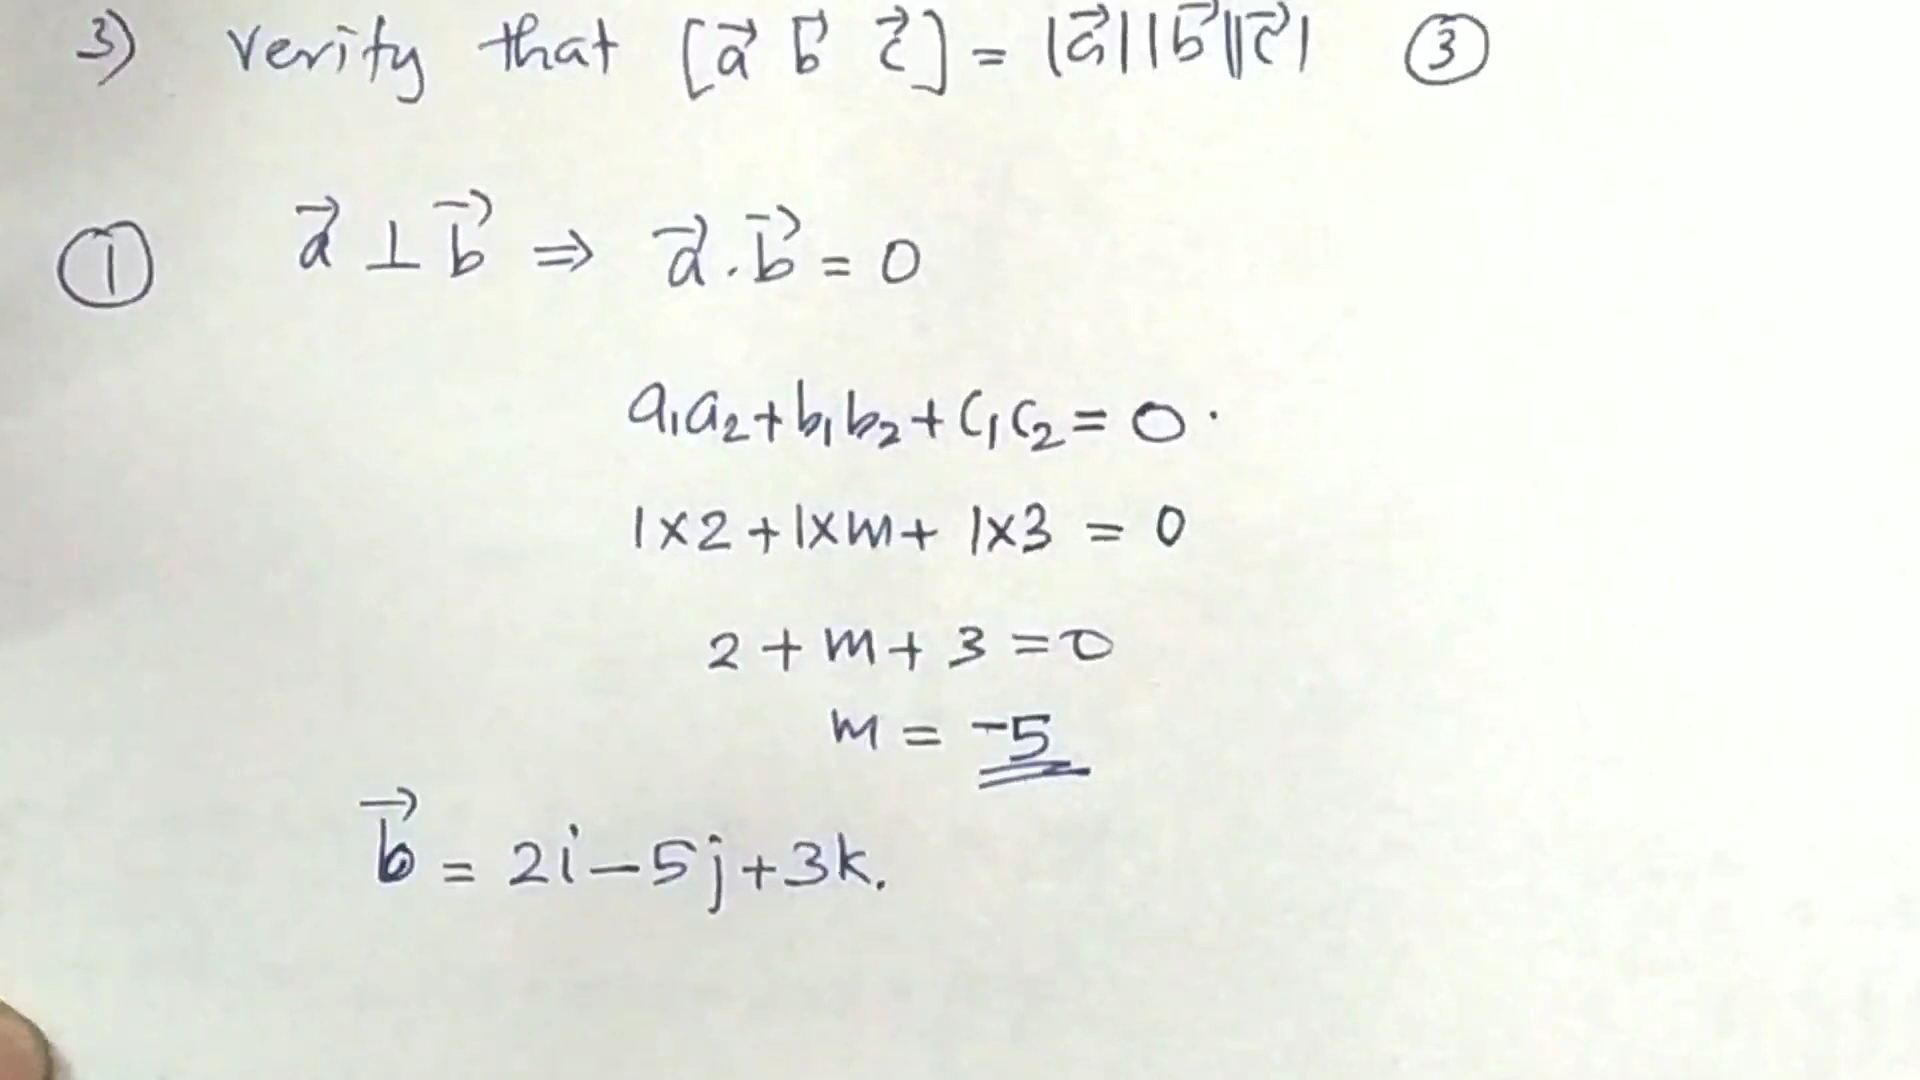 3) Verify that [a⃗ b⃗ c⃗] = |a⃗||b⃗||c⃗| ③
① a⃗ ⊥ b⃗ ⇒ a⃗ . b⃗ = 0
a₁a₂ + b₁b₂ + c₁c₂ = 0 .
1×2 + 1×m + 1×3 = 0
2 + m + 3 = 0
m = -5
b⃗ = 2i - 5j + 3k.